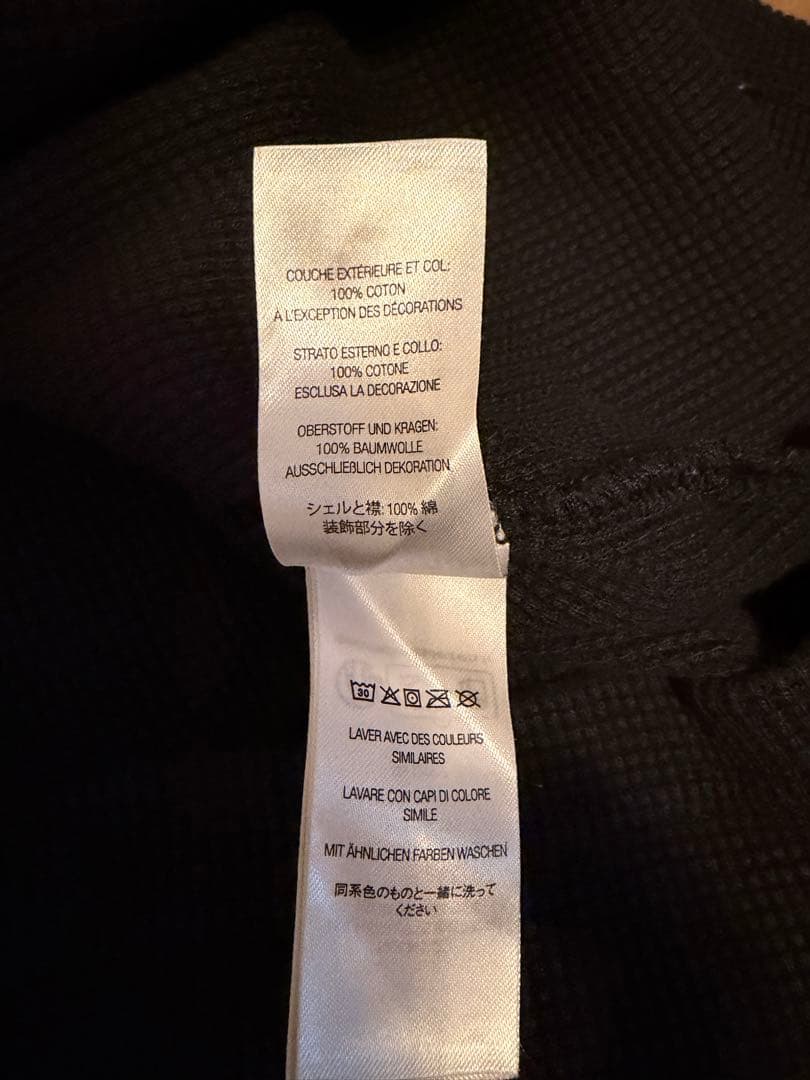 COUCHE EXTÉRIEURE ET COL:
100% COTON
A L'EXCEPTION DES DÉCORATIONS
STRATO ESTERNO E COLLO:
100% COTONE
ESCLUSA LA DECORAZIONE
OBERSTOFF UND KRAGEN:
100% BAUMWOLLE
AUSSCHLIEßLICH DEKORATION
シェルと襟: 100% 綿
装飾部分を除く
30
LAVER AVEC DES COULEURS
SIMILAIRES
LAVARE CON CAPI DI COLORE
SIMILE
MIT ÄHNLICHEN FARBEN WASCHEN
同系色のものと一緒に洗って
ください